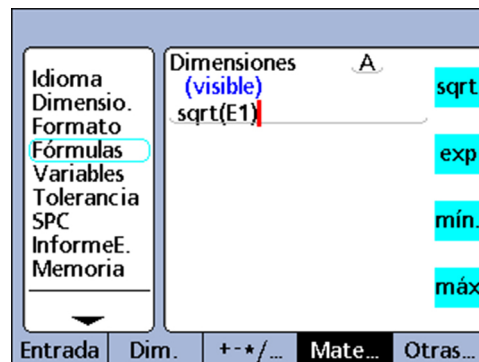 Idioma
Dimensio.
Formato
Fórmulas
Variables
Tolerancia
SPC
InformeE.
Memoria
Dimensiones A
(visible)
sqrt(E1)
sqrt
exp
mín.
máx
Entrada Dim. +-*/... Mate... Otras...